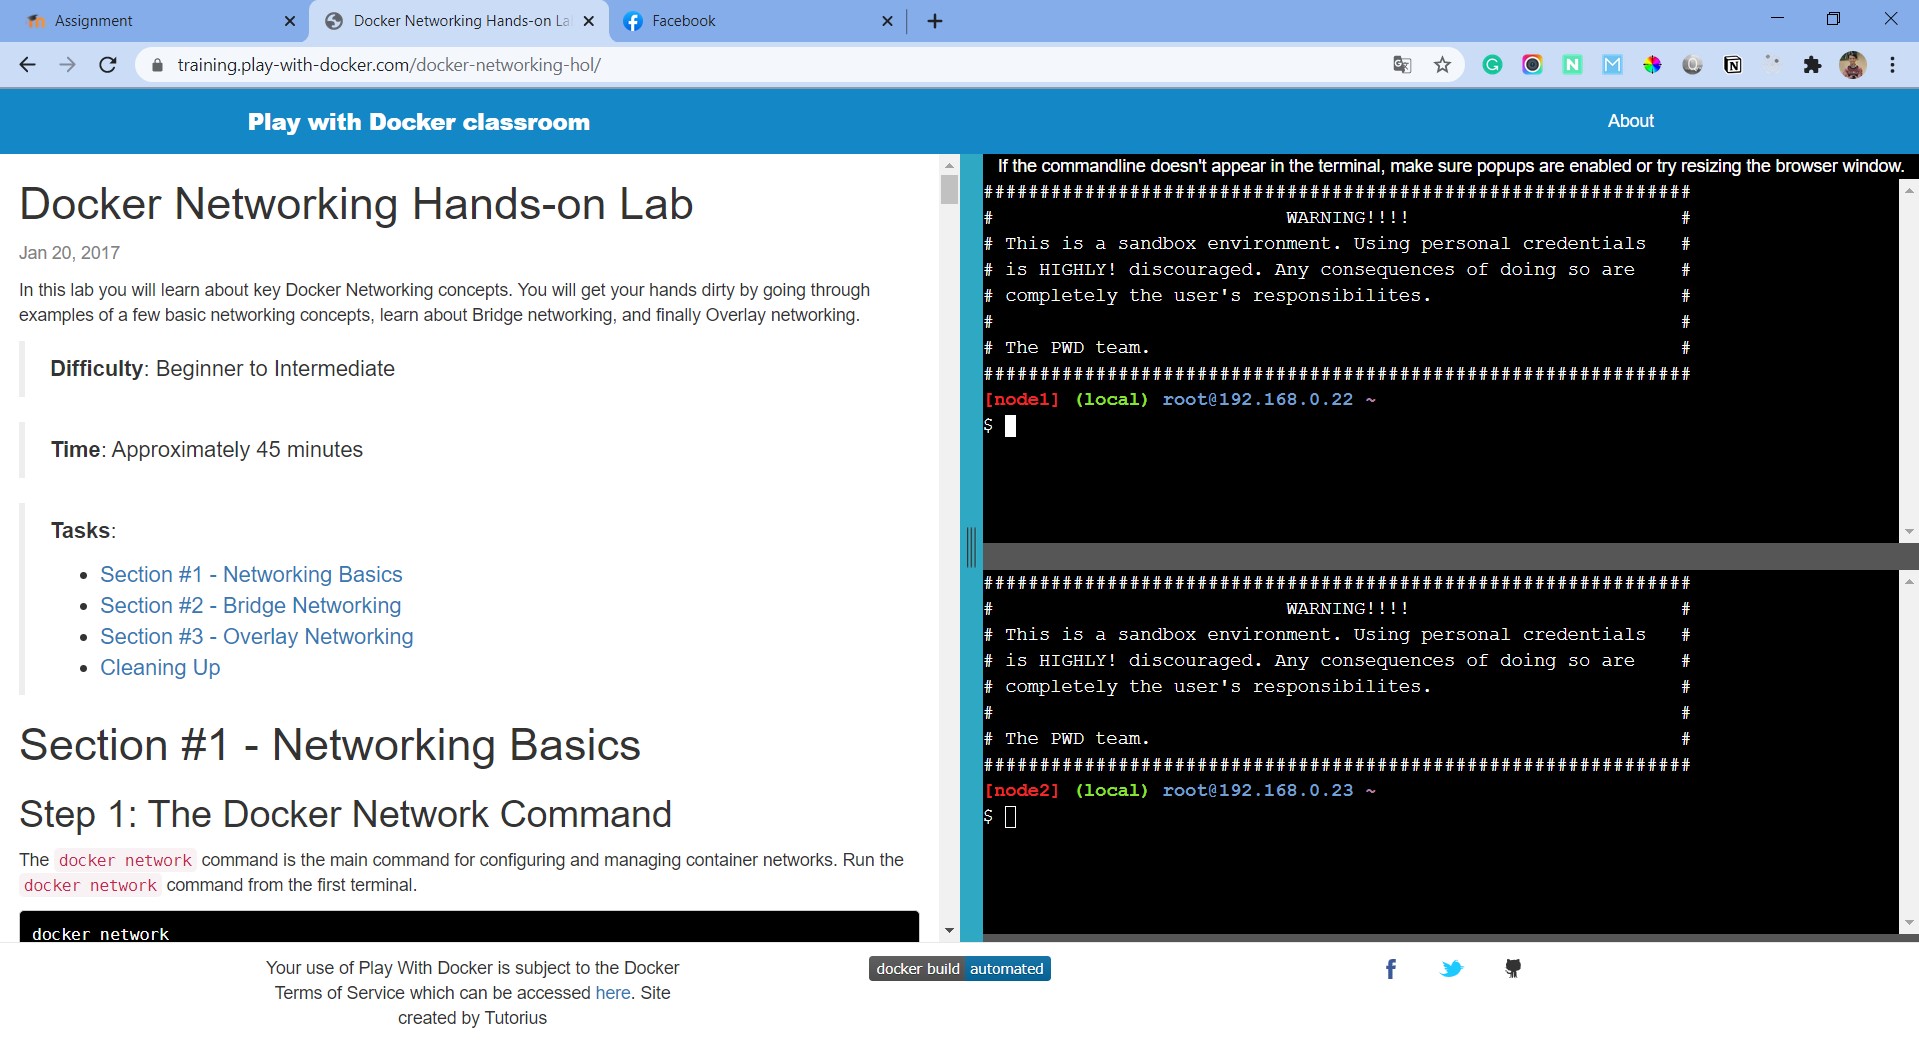 Assignment
Docker Networking Hands-on La
Facebook
training.play-with-docker.com/docker-networking-hol/
Play with Docker classroom
About
Docker Networking Hands-on Lab
Jan 20, 2017
In this lab you will learn about key Docker Networking concepts. You will get your hands dirty by going through
examples of a few basic networking concepts, learn about Bridge networking, and finally Overlay networking.
Difficulty: Beginner to Intermediate
Time: Approximately 45 minutes
Tasks:
• Section #1 - Networking Basics
• Section #2 - Bridge Networking
• Section #3 - Overlay Networking
• Cleaning Up
Section #1 - Networking Basics
Step 1: The Docker Network Command
The docker network command is the main command for configuring and managing container networks. Run the
docker network command from the first terminal.
docker network
If the commandline doesn't appear in the terminal, make sure popups are enabled or try resizing the browser window.
###############################################################
# WARNING!!!! #
# This is a sandbox environment. Using personal credentials #
# is HIGHLY! discouraged. Any consequences of doing so are #
# completely the user's responsibilites. #
# #
# The PWD team. #
###############################################################
[node1] (local) root@192.168.0.22 ~
$
###############################################################
# WARNING!!!! #
# This is a sandbox environment. Using personal credentials #
# is HIGHLY! discouraged. Any consequences of doing so are #
# completely the user's responsibilites. #
# #
# The PWD team. #
###############################################################
[node2] (local) root@192.168.0.23 ~
$
Your use of Play With Docker is subject to the Docker
Terms of Service which can be accessed here. Site
created by Tutorius
docker build automated